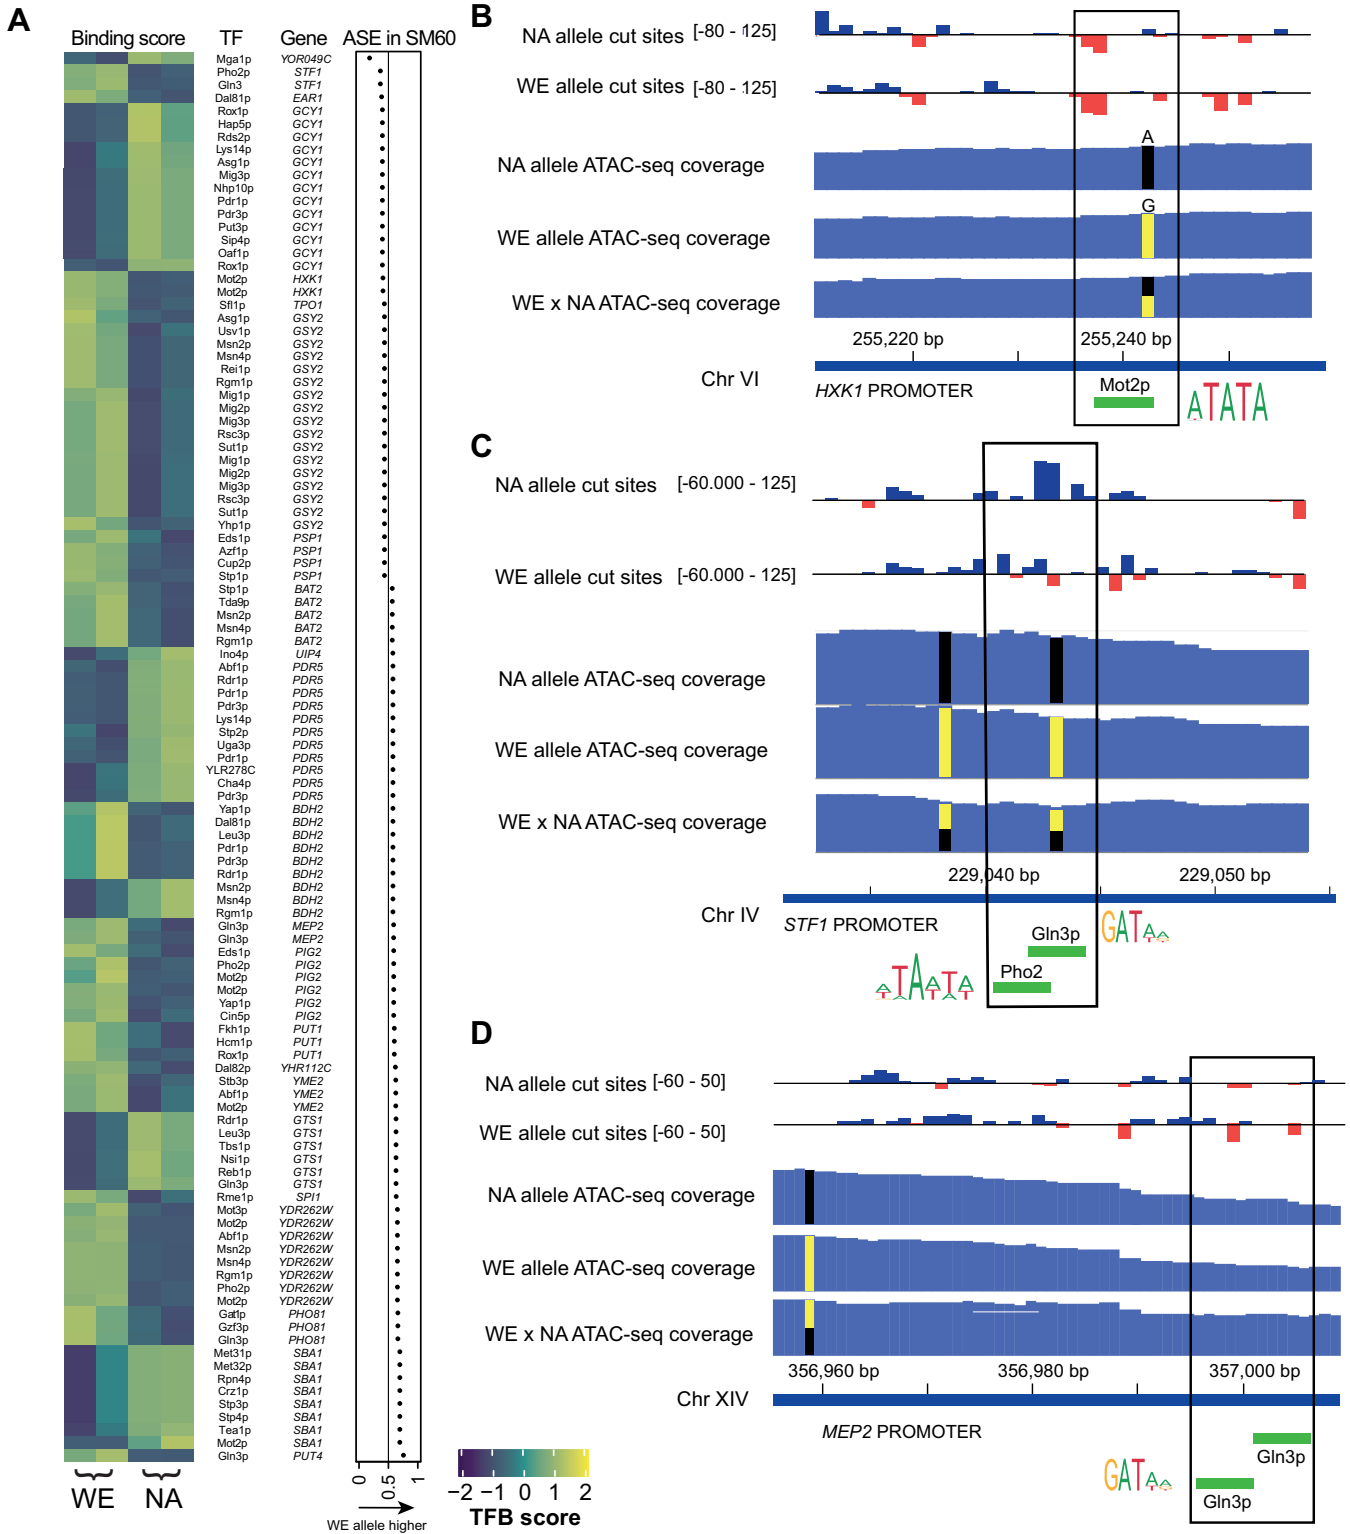 A
Binding score TF Gene ASE in SM60
Mga1p YOR049C
Pho2p STF1
Gln3 STF1
Dal81p EAR1
Rox1p GCY1
Hap5p GCY1
Rds2p GCY1
Lys14p GCY1
Asg1p GCY1
Mig3p GCY1
Nhp10p GCY1
Pdr1p GCY1
Pdr3p GCY1
Put3p GCY1
Sip4p GCY1
Oaf1p GCY1
Rox1p GCY1
Mot2p HXK1
Mot2p HXK1
Sfl1p TPO1
Asg1p GSY2
Usv1p GSY2
Msn2p GSY2
Msn4p GSY2
Rei1p GSY2
Rgm1p GSY2
Mig1p GSY2
Mig2p GSY2
Mig3p GSY2
Rsc3p GSY2
Sut1p GSY2
Mig1p GSY2
Mig2p GSY2
Mig3p GSY2
Rsc3p GSY2
Sut1p GSY2
Yhp1p GSY2
Eds1p PSP1
Azf1p PSP1
Cup2p PSP1
Stp1p PSP1
Stp1p BAT2
Tda9p BAT2
Msn2p BAT2
Msn4p BAT2
Rgm1p BAT2
Ino4p UIP4
Abf1p PDR5
Rdr1p PDR5
Pdr1p PDR5
Pdr3p PDR5
Lys14p PDR5
Stp2p PDR5
Uga3p PDR5
Pdr1p PDR5
YLR278C PDR5
Cha4p PDR5
Pdr3p PDR5
Yap1p BDH2
Dal81p BDH2
Leu3p BDH2
Pdr1p BDH2
Pdr3p BDH2
Rdr1p BDH2
Msn2p BDH2
Msn4p BDH2
Rgm1p BDH2
Gln3p MEP2
Gln3p MEP2
Eds1p PIG2
Pho2p PIG2
Mot2p PIG2
Mot2p PIG2
Yap1p PIG2
Cin5p PIG2
Fkh1p PUT1
Hcm1p PUT1
Rox1p PUT1
Dal82p YHR112C
Stb3p YME2
Abf1p YME2
Mot2p YME2
Rdr1p GTS1
Leu3p GTS1
Tbs1p GTS1
Nsi1p GTS1
Reb1p GTS1
Gln3p GTS1
Rme1p SPI1
Mot3p YDR262W
Mot2p YDR262W
Abf1p YDR262W
Msn2p YDR262W
Msn4p YDR262W
Rgm1p YDR262W
Pho2p YDR262W
Mot2p YDR262W
Gat1p PHO81
Gzf3p PHO81
Gln3p PHO81
Met31p SBA1
Met32p SBA1
Rpn4p SBA1
Crz1p SBA1
Stp3p SBA1
Stp4p SBA1
Tea1p SBA1
Mot2p SBA1
Gln3p PUT4
WE NA
0 0.5 1
WE allele higher
−2 −1 0 1 2
TFB score
B
NA allele cut sites [-80 - 125]
WE allele cut sites [-80 - 125]
A
NA allele ATAC-seq coverage
G
WE allele ATAC-seq coverage
WE x NA ATAC-seq coverage
255,220 bp 255,240 bp
Chr VI
HXK1 PROMOTER
Mot2p
ATATA
C
NA allele cut sites [-60.000 - 125]
WE allele cut sites [-60.000 - 125]
NA allele ATAC-seq coverage
WE allele ATAC-seq coverage
WE x NA ATAC-seq coverage
229,040 bp 229,050 bp
Chr IV
STF1 PROMOTER
Gln3p
GATAA
Pho2
ATAATA
D
NA allele cut sites [-60 - 50]
WE allele cut sites [-60 - 50]
NA allele ATAC-seq coverage
WE allele ATAC-seq coverage
WE x NA ATAC-seq coverage
356,960 bp 356,980 bp 357,000 bp
Chr XIV
MEP2 PROMOTER
Gln3p
GATAA
Gln3p